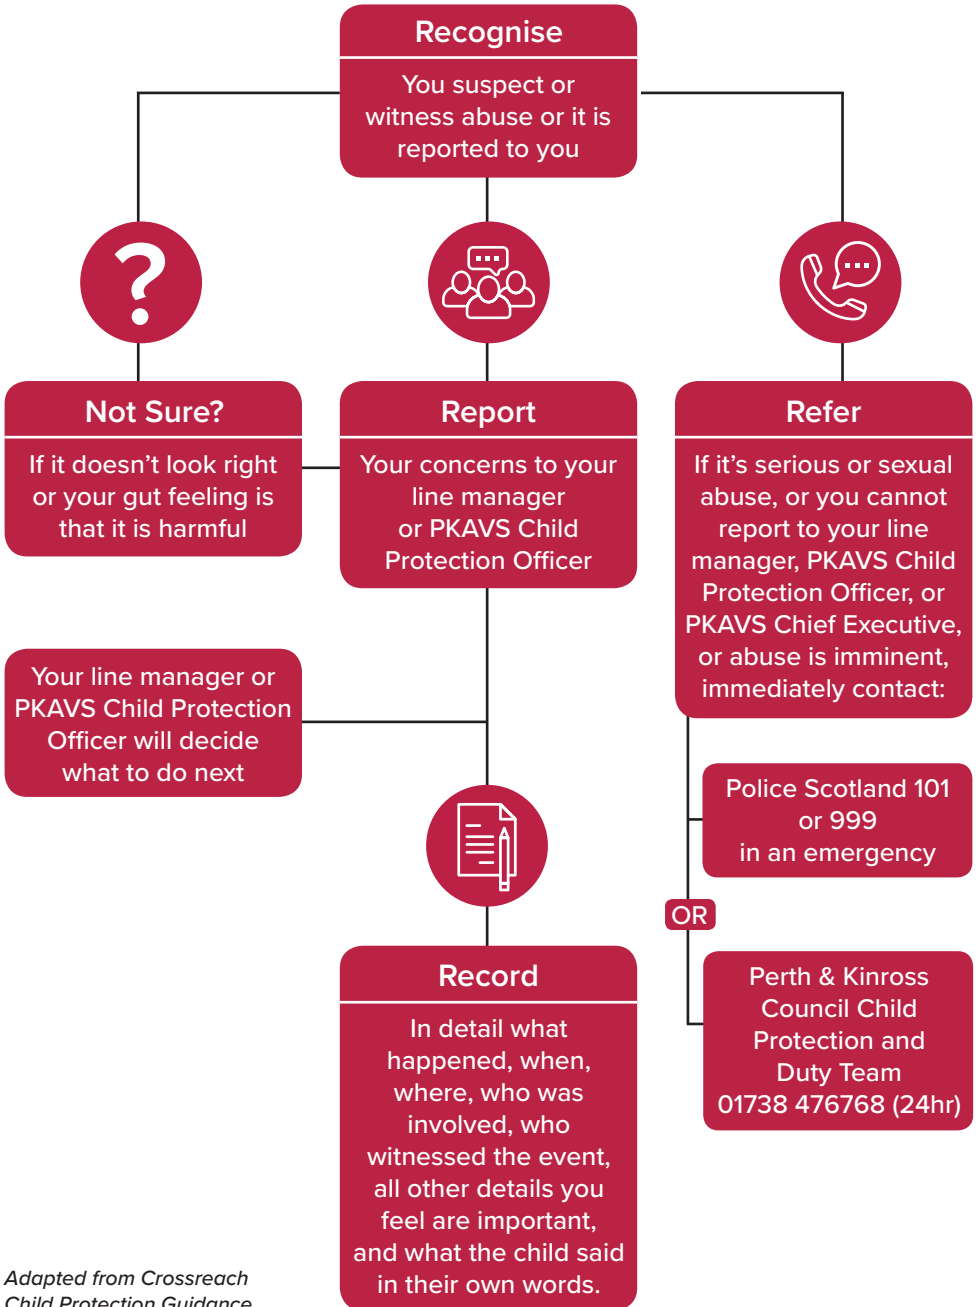 Recognise
You suspect or
witness abuse or it is
reported to you
?
Not Sure?
If it doesn’t look right
or your gut feeling is
that it is harmful
Report
Your concerns to your
line manager
or PKAVS Child
Protection Officer
Refer
If it’s serious or sexual
abuse, or you cannot
report to your line
manager, PKAVS Child
Protection Officer, or
PKAVS Chief Executive,
or abuse is imminent,
immediately contact:
Your line manager or
PKAVS Child Protection
Officer will decide
what to do next
Police Scotland 101
or 999
in an emergency
OR
Perth & Kinross
Council Child
Protection and
Duty Team
01738 476768 (24hr)
Record
In detail what
happened, when,
where, who was
involved, who
witnessed the event,
all other details you
feel are important,
and what the child said
in their own words.
Adapted from Crossreach
Child Protection Guidance